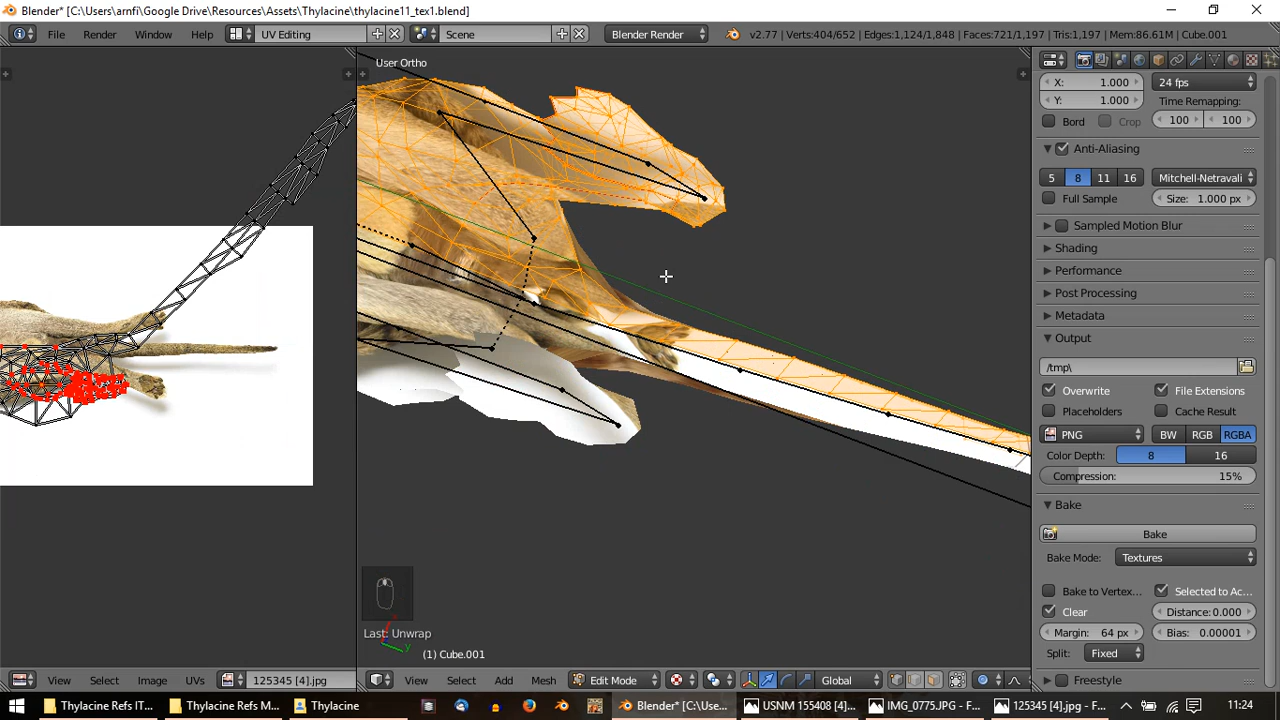 Blender* [C:\Users\arnfi\Google Drive\Resources\Assets\Thylacine\thylacine11_tex1.blend]
File Render Window Help UV Editing Scene Blender Render v2.77 | Verts:404/652 | Edges:1,124/1,848 | Faces:721/1,197 | Tris:1,197 | Mem:86.61M | Cube.001
User Ortho
X: 1.000 24 fps
Y: 1.000 Time Remapping:
Bord Crop 100 100
Anti-Aliasing
5 8 11 16 Mitchell-Netravali
Full Sample Size: 1.000 px
Sampled Motion Blur
Shading
Performance
Post Processing
Metadata
Output
/tmp\
Overwrite File Extensions
Placeholders Cache Result
PNG BW RGB RGBA
Color Depth: 8 16
Compression: 15%
Bake
Bake
Bake Mode: Textures
Bake to Vertex... Selected to Ac...
Clear Distance: 0.000
Margin: 64 px Bias: 0.00001
Split: Fixed
Freestyle
Last: Unwrap
(1) Cube.001
View Select Image UVs 125345 [4].jpg View Select Add Mesh Edit Mode Global
Thylacine Refs IT... Thylacine Refs M... Thylacine Blender* [C:\Use... USNM 155408 [4]... IMG_0775.JPG - F... 125345 [4].jpg - F... 11:24